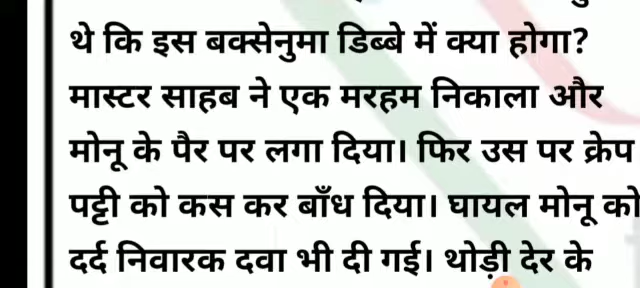 थे कि इस बक्सेनुमा डिब्बे में क्या होगा?
मास्टर साहब ने एक मरहम निकाला और
मोनू के पैर पर लगा दिया। फिर उस पर क्रेप
पट्टी को कस कर बाँध दिया। घायल मोनू को
दर्द निवारक दवा भी दी गई। थोड़ी देर के